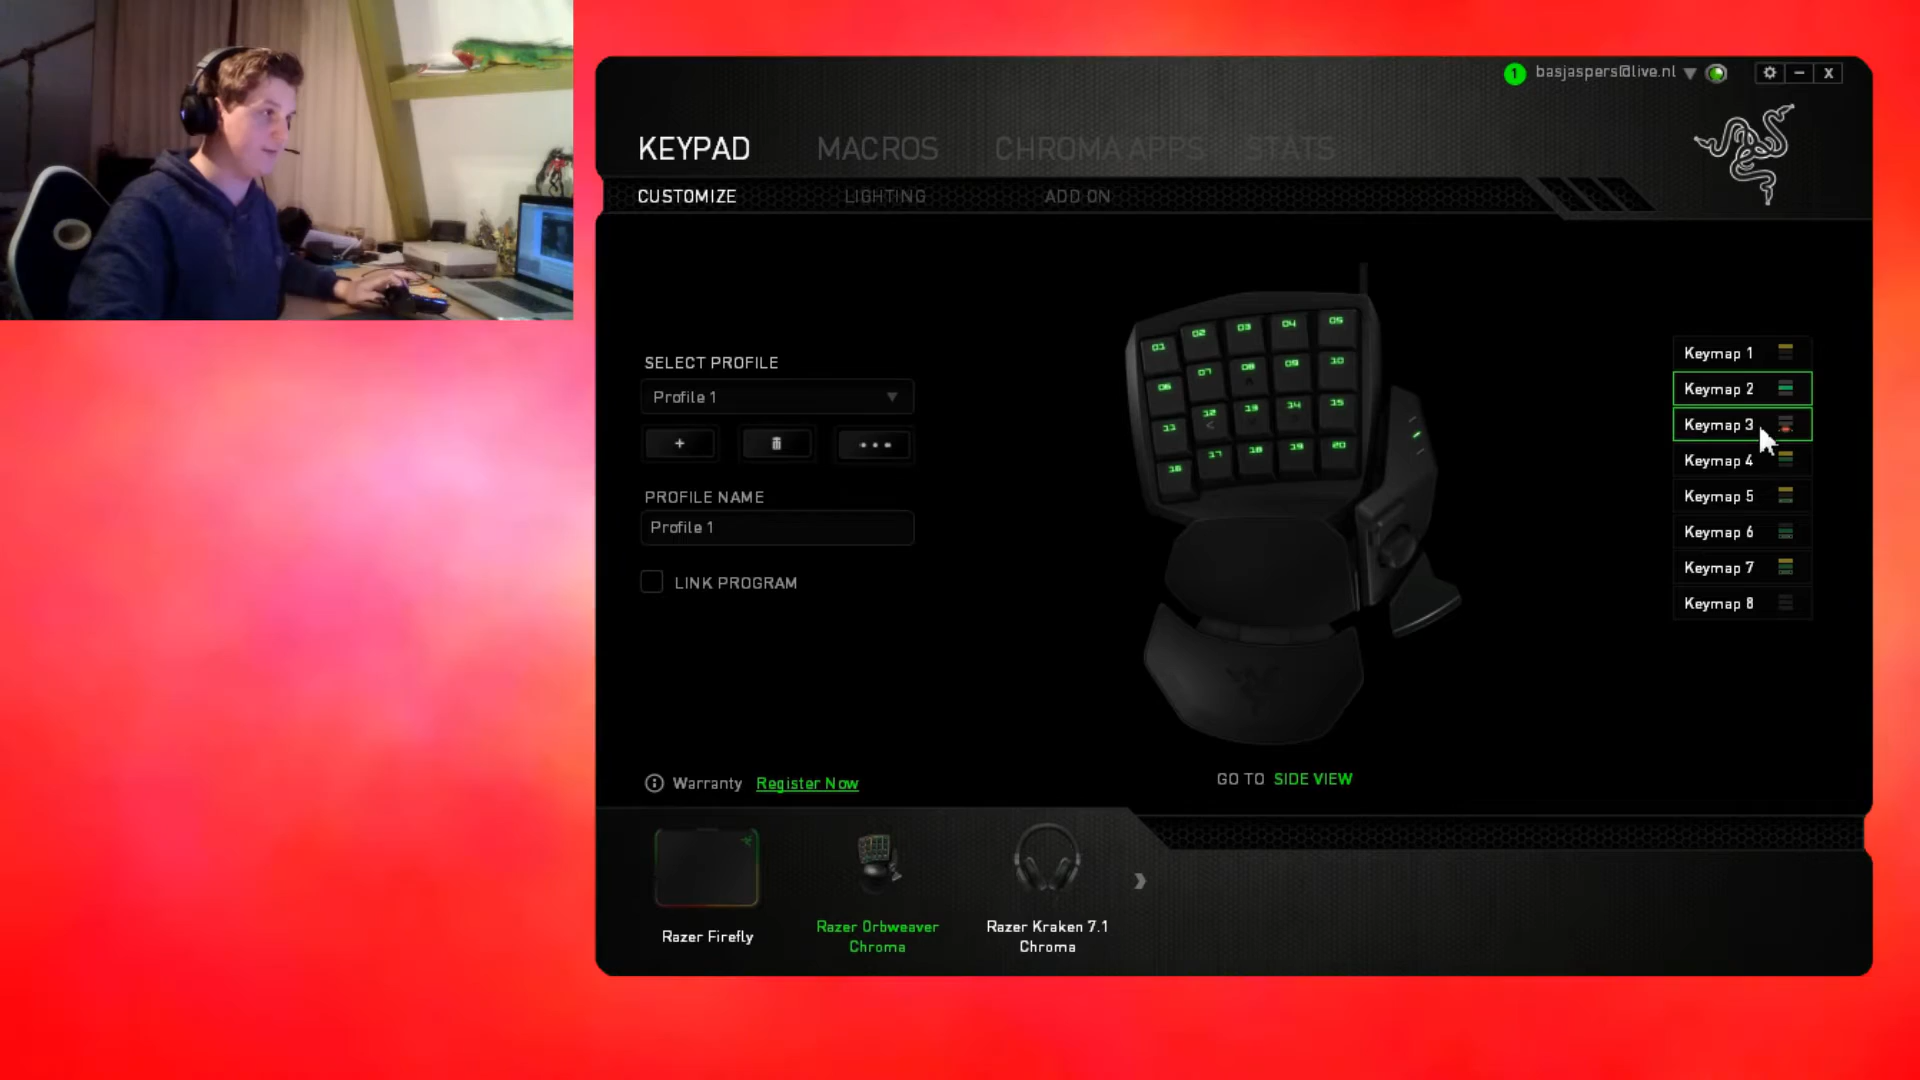 1 basjaspers@live.nl
X
KEYPAD MACROS CHROMA APPS STATS
CUSTOMIZE LIGHTING ADD ON
SELECT PROFILE
Profile 1
+
PROFILE NAME
Profile 1
LINK PROGRAM
01 02 03 04 05
06 07 08 09 10
11 12 13 14 15
16 17 18 19 20
Keymap 1
Keymap 2
Keymap 3
Keymap 4
Keymap 5
Keymap 6
Keymap 7
Keymap 8
Warranty Register Now
GO TO SIDE VIEW
Razer Firefly
Razer Orbweaver
Chroma
Razer Kraken 7.1
Chroma